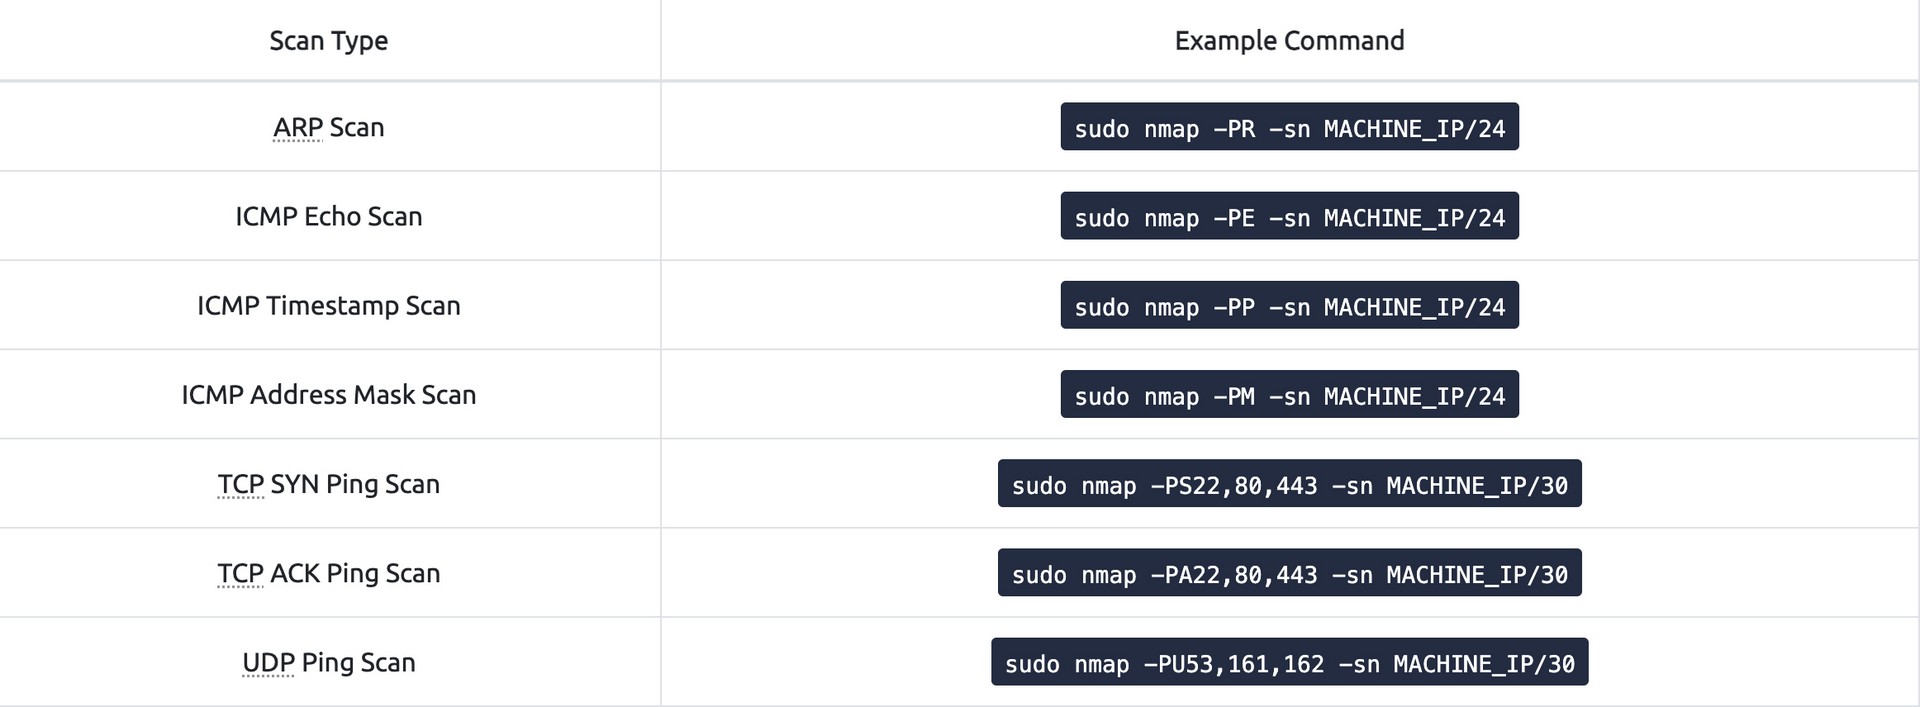 Scan Type	Example Command
ARP Scan	sudo nmap -PR -sn MACHINE_IP/24
ICMP Echo Scan	sudo nmap -PE -sn MACHINE_IP/24
ICMP Timestamp Scan	sudo nmap -PP -sn MACHINE_IP/24
ICMP Address Mask Scan	sudo nmap -PM -sn MACHINE_IP/24
TCP SYN Ping Scan	sudo nmap -PS22,80,443 -sn MACHINE_IP/30
TCP ACK Ping Scan	sudo nmap -PA22,80,443 -sn MACHINE_IP/30
UDP Ping Scan	sudo nmap -PU53,161,162 -sn MACHINE_IP/30